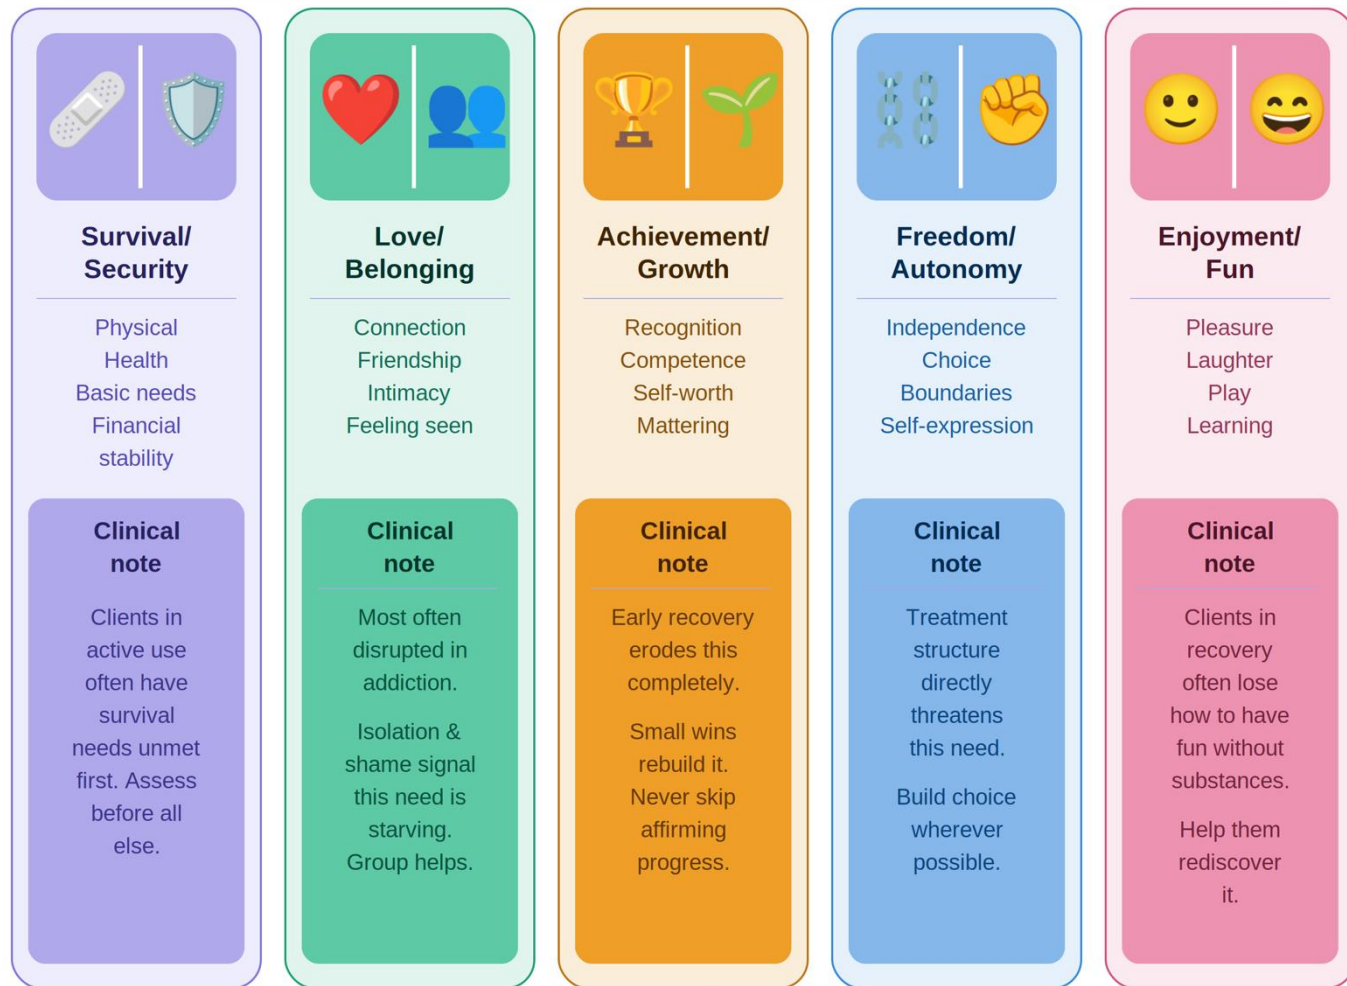 Survival/
Security
Physical
Health
Basic needs
Financial
stability
Clinical
note
Clients in
active use
often have
survival
needs unmet
first. Assess
before all
else.
Love/
Belonging
Connection
Friendship
Intimacy
Feeling seen
Clinical
note
Most often
disrupted in
addiction.
Isolation &
shame signal
this need is
starving.
Group helps.
Achievement/
Growth
Recognition
Competence
Self-worth
Mattering
Clinical
note
Early recovery
erodes this
completely.
Small wins
rebuild it.
Never skip
affirming
progress.
Freedom/
Autonomy
Independence
Choice
Boundaries
Self-expression
Clinical
note
Treatment
structure
directly
threatens
this need.
Build choice
wherever
possible.
Enjoyment/
Fun
Pleasure
Laughter
Play
Learning
Clinical
note
Clients in
recovery
often lose
how to have
fun without
substances.
Help them
rediscover
it.